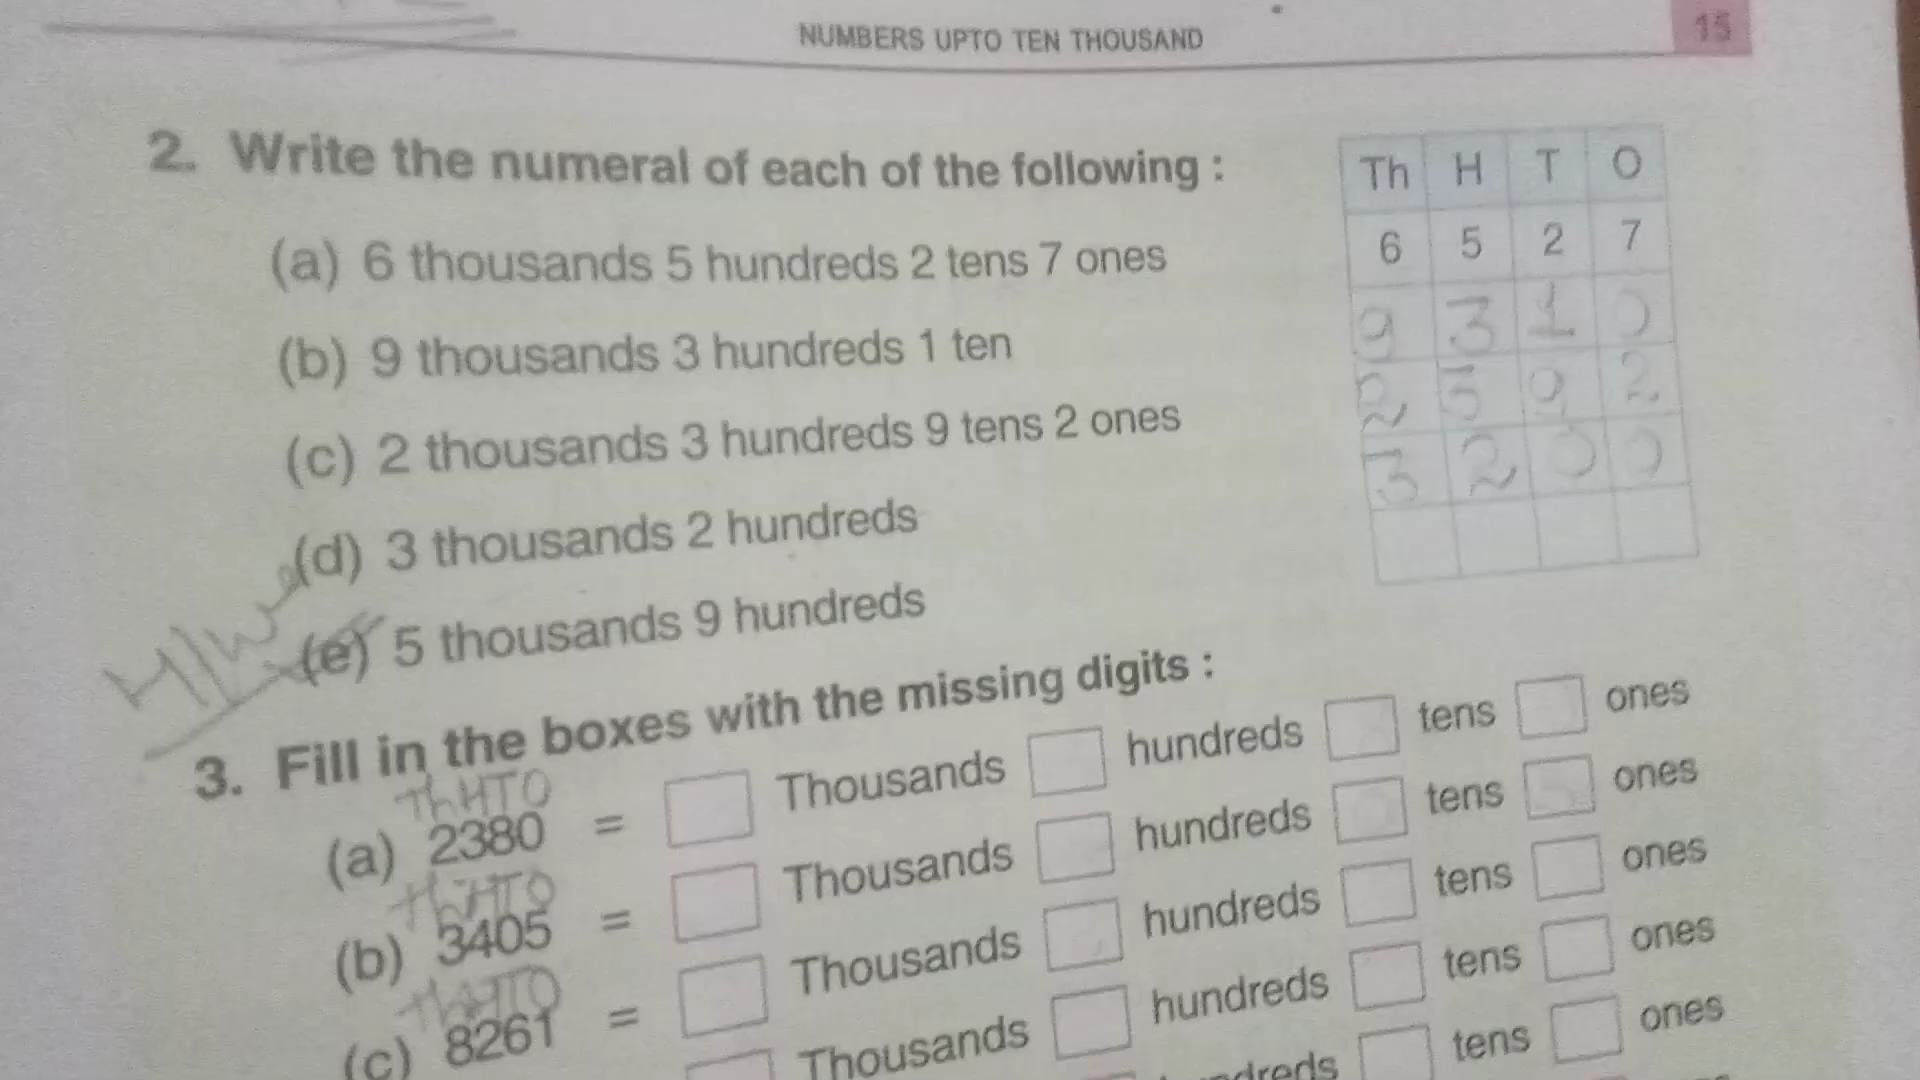 NUMBERS UPTO TEN THOUSAND 15
2. Write the numeral of each of the following :
Th H T O
(a) 6 thousands 5 hundreds 2 tens 7 ones 6 5 2 7
(b) 9 thousands 3 hundreds 1 ten 9 3 1 0
(c) 2 thousands 3 hundreds 9 tens 2 ones 2 3 9 2
(d) 3 thousands 2 hundreds 3 2 0 0
H/W
(e) 5 thousands 9 hundreds
3. Fill in the boxes with the missing digits :
ThHTO
(a) 2380 = Thousands hundreds tens ones
ThHTO
(b) 3405 = Thousands hundreds tens ones
ThHTO
(c) 8261 = Thousands hundreds tens ones
Thousands hundreds tens ones
hundreds tens ones